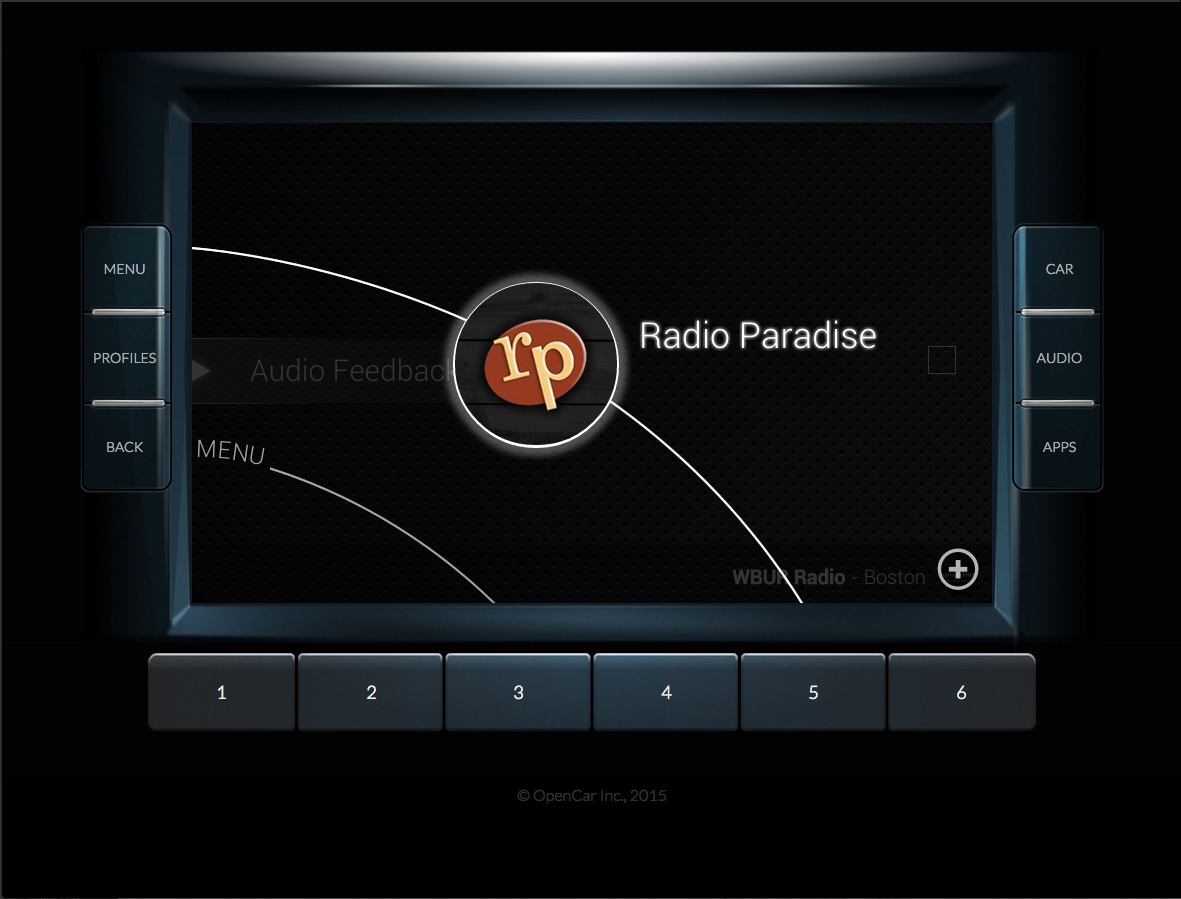 MENU
PROFILES
BACK
Audio Feedback
MENU
rp
Radio Paradise
WBUR Radio - Boston
CAR
AUDIO
APPS
1
2
3
4
5
6
© OpenCar Inc., 2015